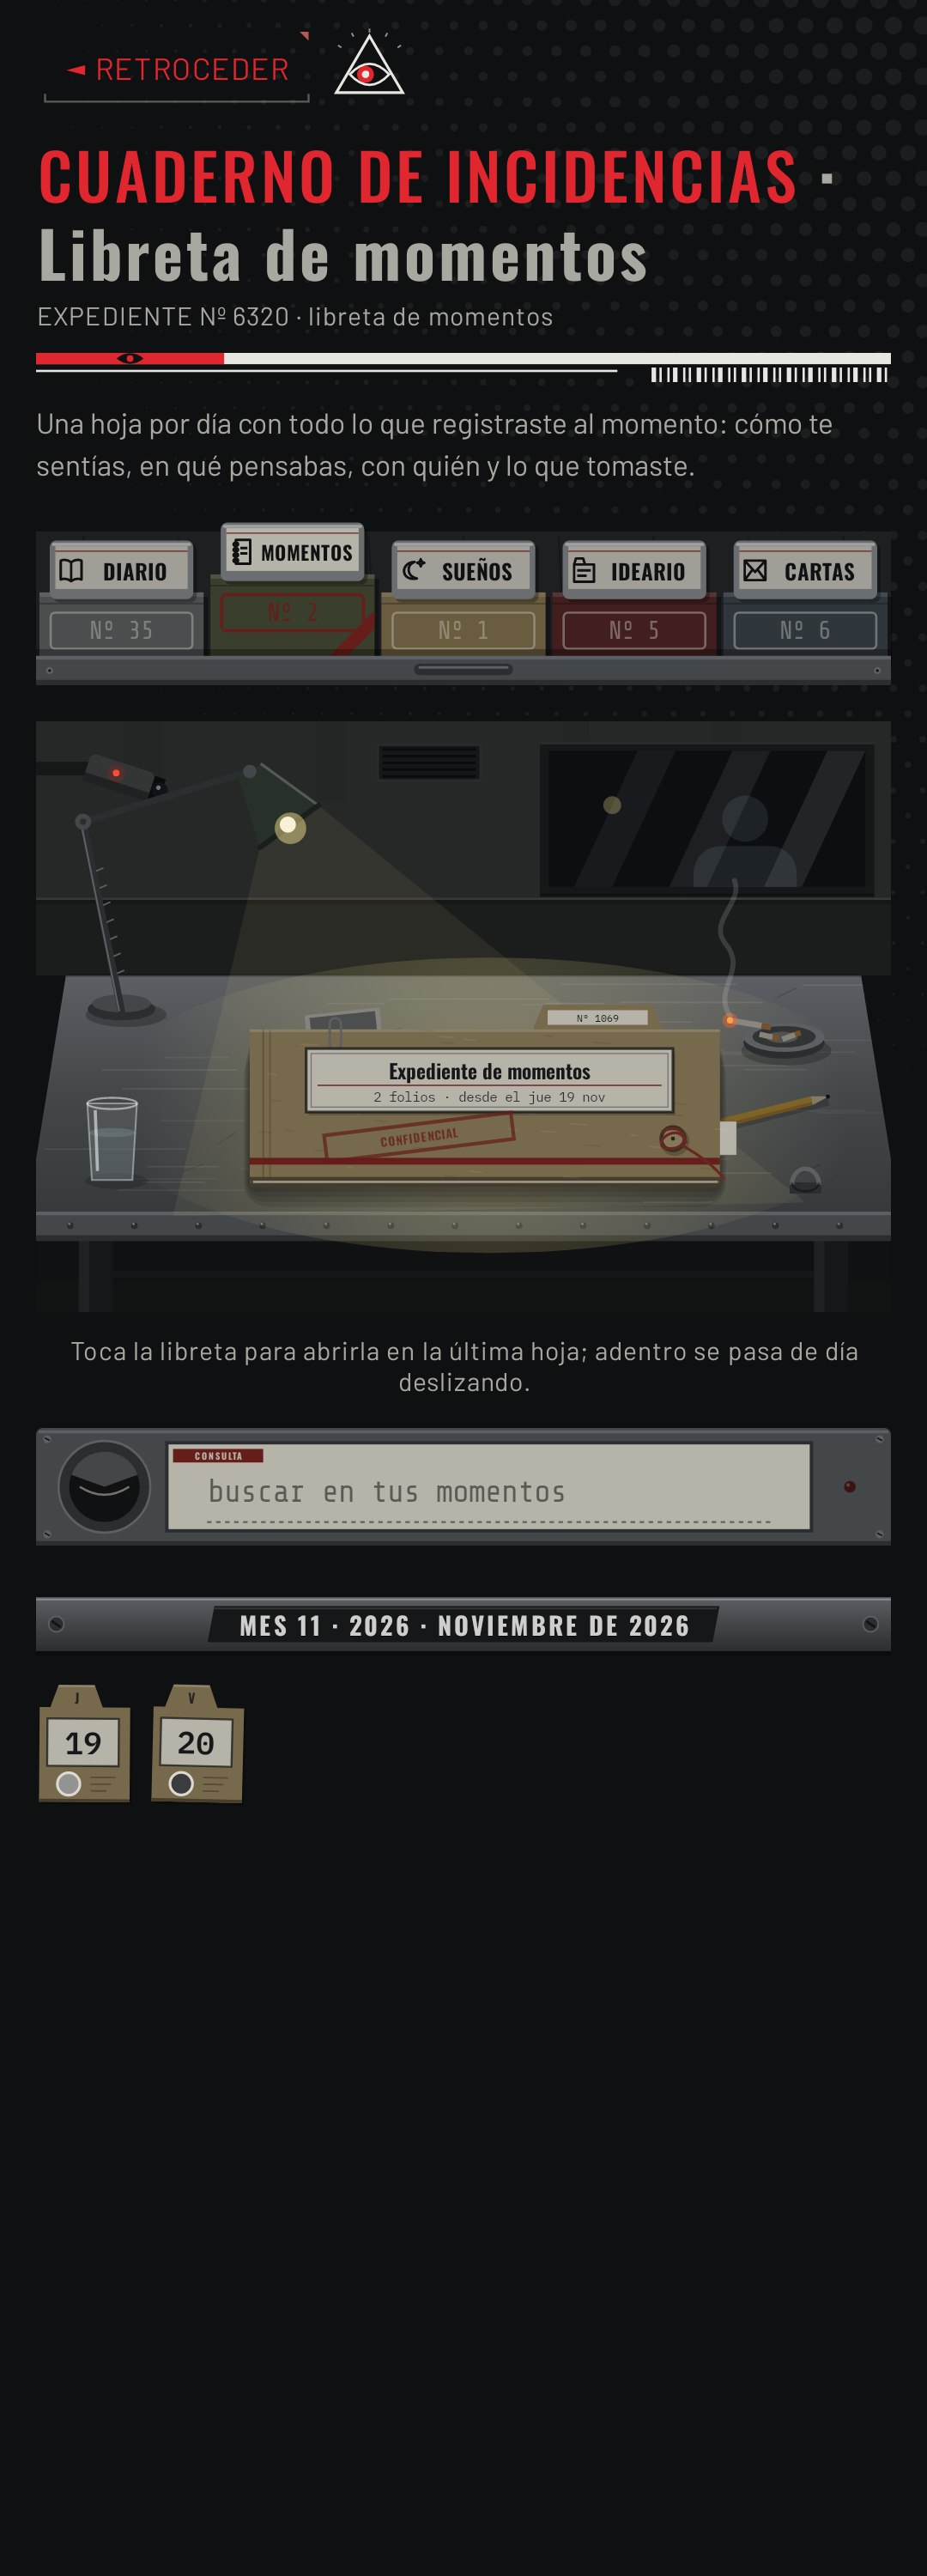 ◄ RETROCEDER
CUADERNO DE INCIDENCIAS ·
Libreta de momentos
EXPEDIENTE Nº 6320 · libreta de momentos
Una hoja por día con todo lo que registraste al momento: cómo te
sentías, en qué pensabas, con quién y lo que tomaste.
DIARIO MOMENTOS SUEÑOS IDEARIO CARTAS
Nº 35 Nº 2 Nº 1 Nº 5 Nº 6
Nº 1069
Expediente de momentos
2 folios · desde el jue 19 nov
CONFIDENCIAL
Toca la libreta para abrirla en la última hoja; adentro se pasa de día
deslizando.
CONSULTA
buscar en tus momentos
MES 11 · 2026 · NOVIEMBRE DE 2026
J V
19 20